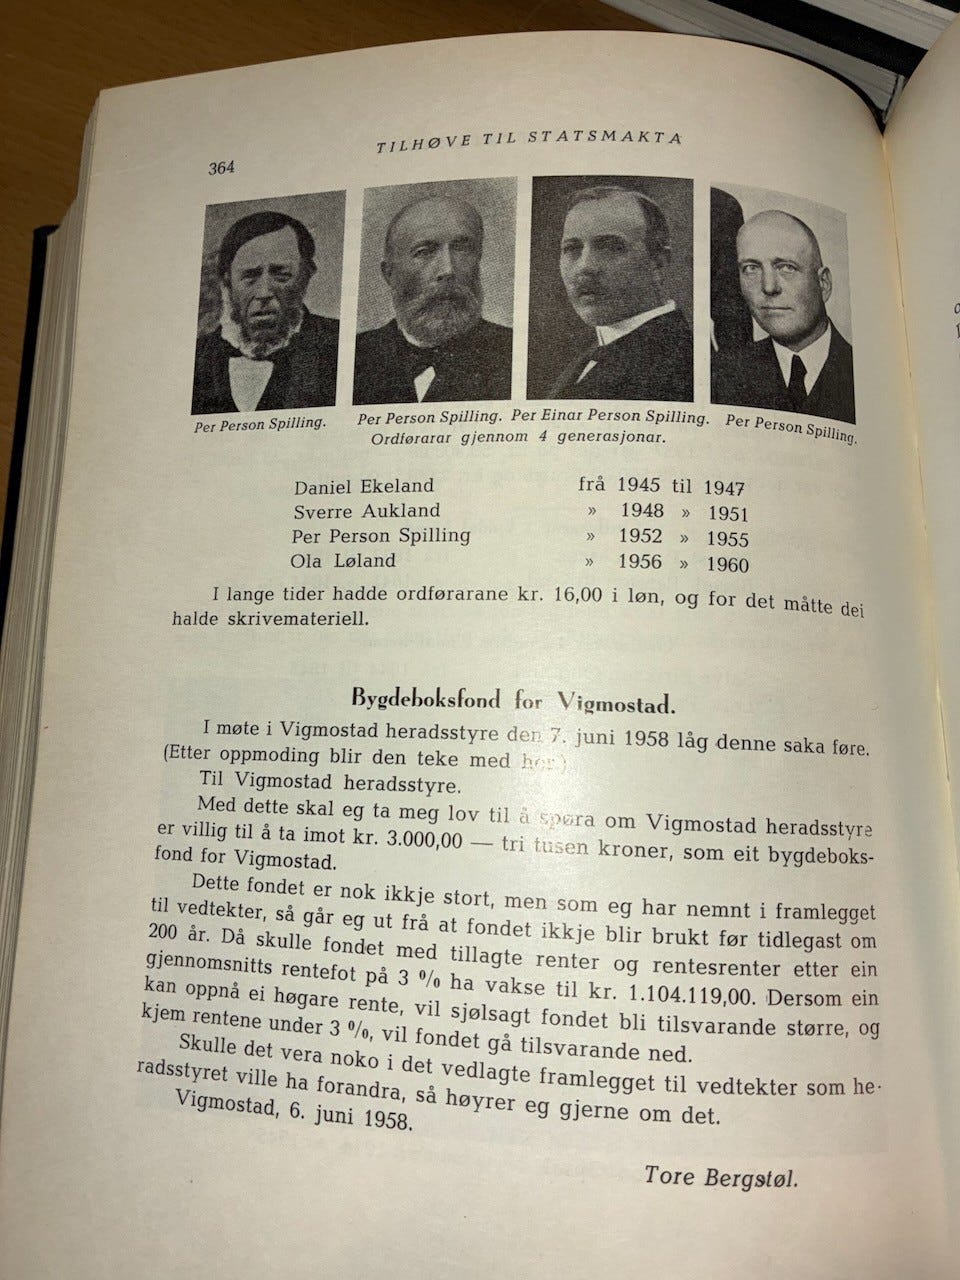 TILHØVE TIL STATSMAKTA
364
Per Person Spilling. Per Person Spilling. Per Einar Person Spilling. Per Person Spilling.
Ordførarar gjennom 4 generasjonar.
Daniel Ekeland frå 1945 til 1947
Sverre Aukland » 1948 » 1951
Per Person Spilling » 1952 » 1955
Ola Løland » 1956 » 1960
I lange tider hadde ordførarane kr. 16,00 i løn, og for det måtte dei
halde skrivemateriell.
Bygdeboksfond for Vigmostad.
I møte i Vigmostad heradsstyre den 7. juni 1958 låg denne saka føre.
(Etter oppmoding blir den teke med her.)
Til Vigmostad heradsstyre.
Med dette skal eg ta meg lov til å spøra om Vigmostad heradsstyre
er villig til å ta imot kr. 3.000,00 — tri tusen kroner, som eit bygdeboks-
fond for Vigmostad.
Dette fondet er nok ikkje stort, men som eg har nemnt i framlegget
til vedtekter, så går eg ut frå at fondet ikkje blir brukt før tidlegast om
200 år. Då skulle fondet med tillagte renter og rentesrenter etter ein
gjennomsnitts rentefot på 3 % ha vakse til kr. 1.104.119,00. Dersom ein
kan oppnå ei høgare rente, vil sjølsagt fondet bli tilsvarande større, og
kjem rentene under 3 %, vil fondet gå tilsvarande ned.
Skulle det vera noko i det vedlagte framlegget til vedtekter som he-
radsstyret ville ha forandra, så høyrer eg gjerne om det.
Vigmostad, 6. juni 1958.
Tore Bergstøl.